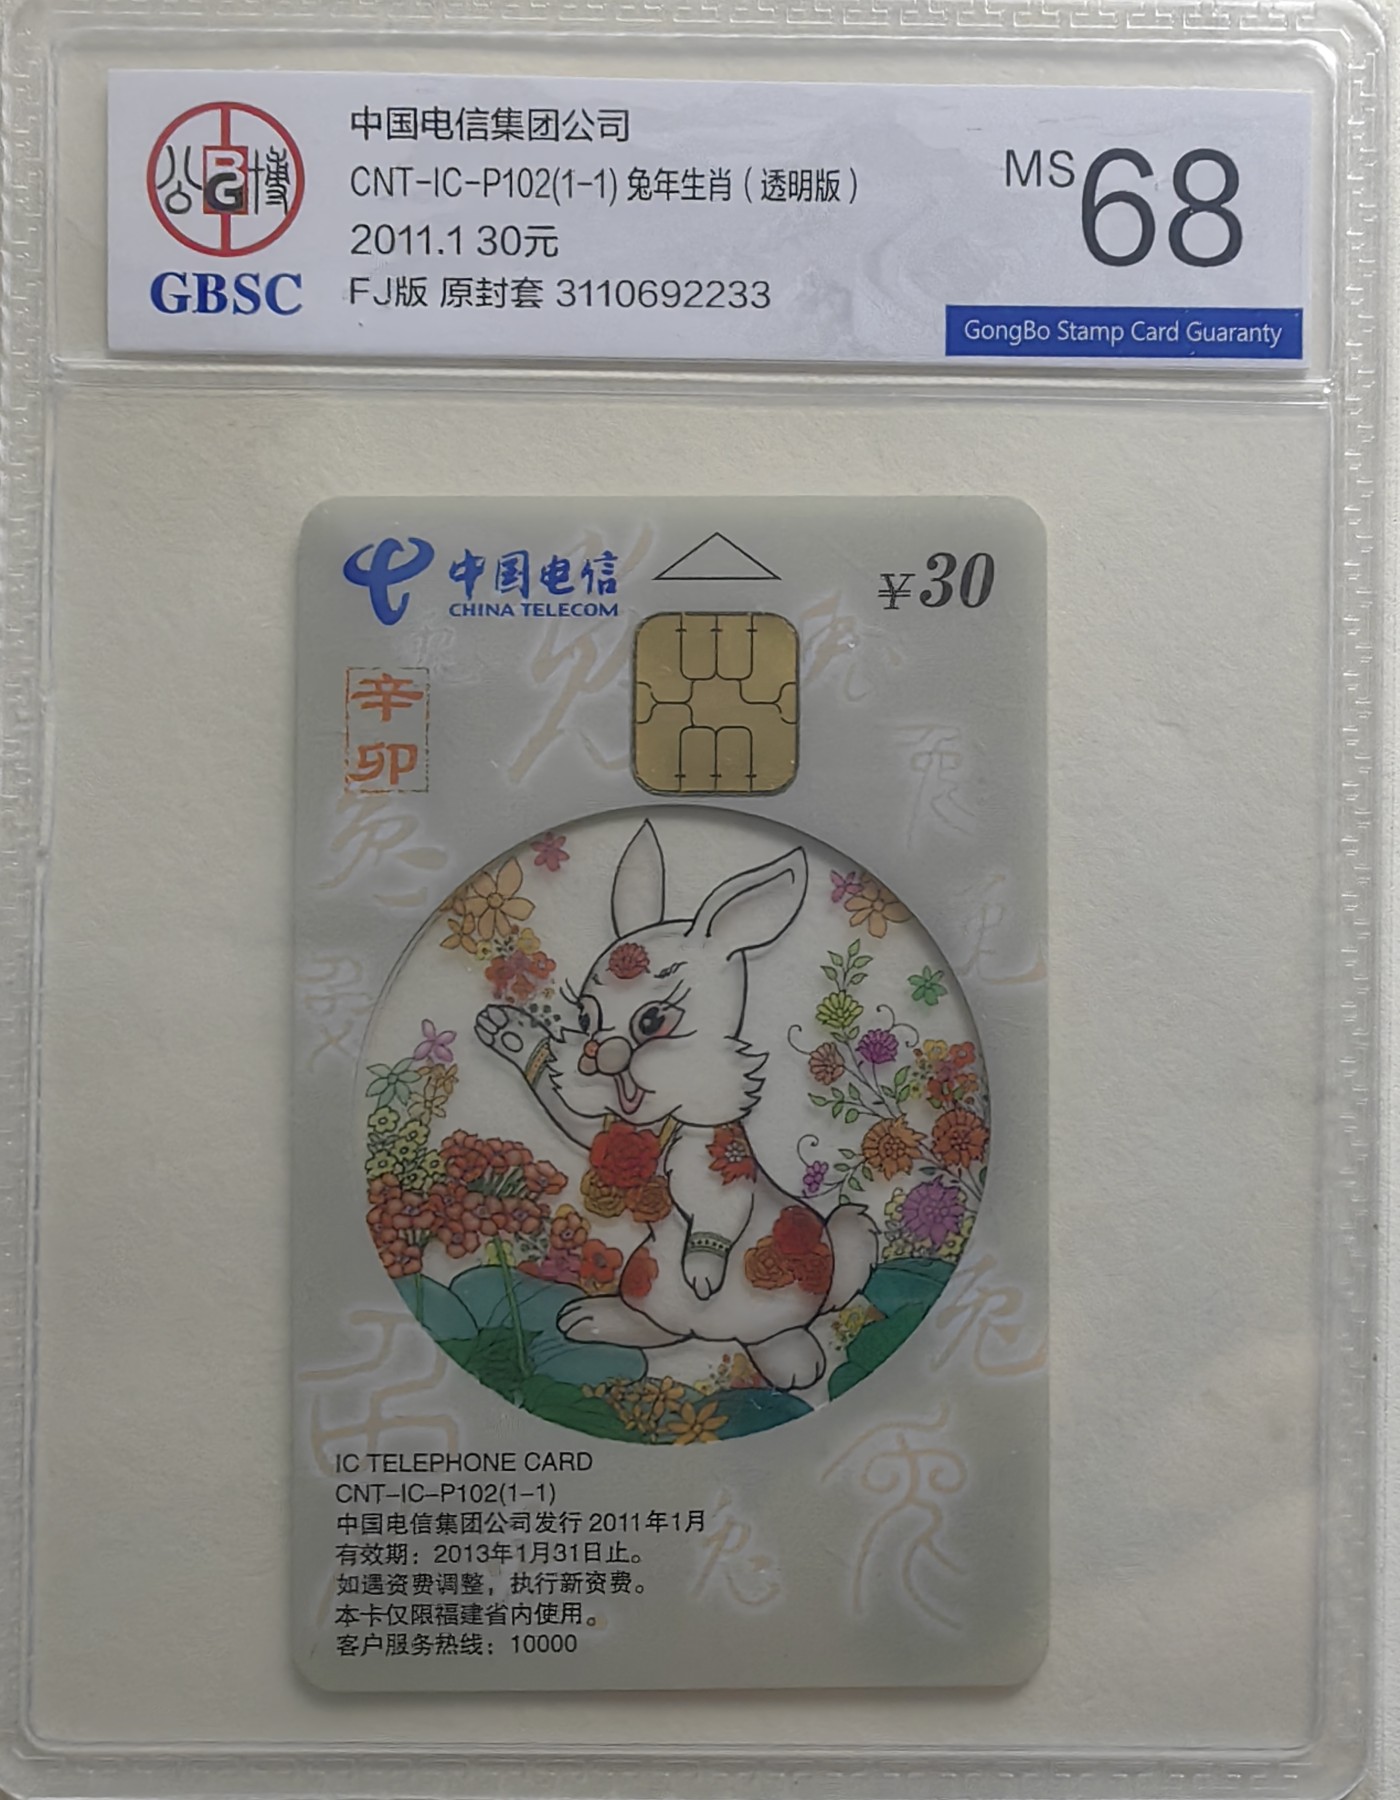 公博
GBSC
中国电信集团公司
CNT-IC-P102(1-1) 兔年生肖（透明版）
2011.1 30元
FJ版 原封套 3110692233
MS 68
GongBo Stamp Card Guaranty
中国电信
CHINA TELECOM
¥30
辛
卯
IC TELEPHONE CARD
CNT-IC-P102(1-1)
中国电信集团公司发行 2011年1月
有效期：2013年1月31日止。
如遇资费调整，执行新资费。
本卡仅限福建省内使用。
客户服务热线：10000